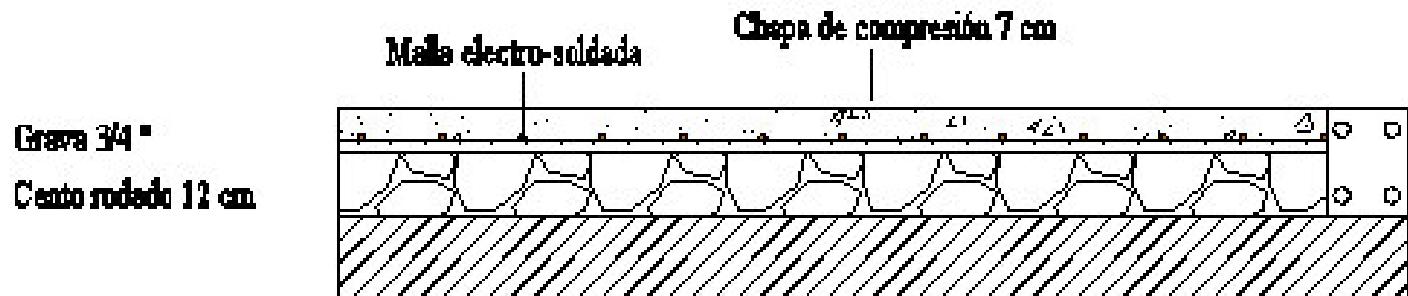 Chapa de compresión 7 cm
Malla electro-soldada
Grava 3/4 "
Canto rodado 12 cm